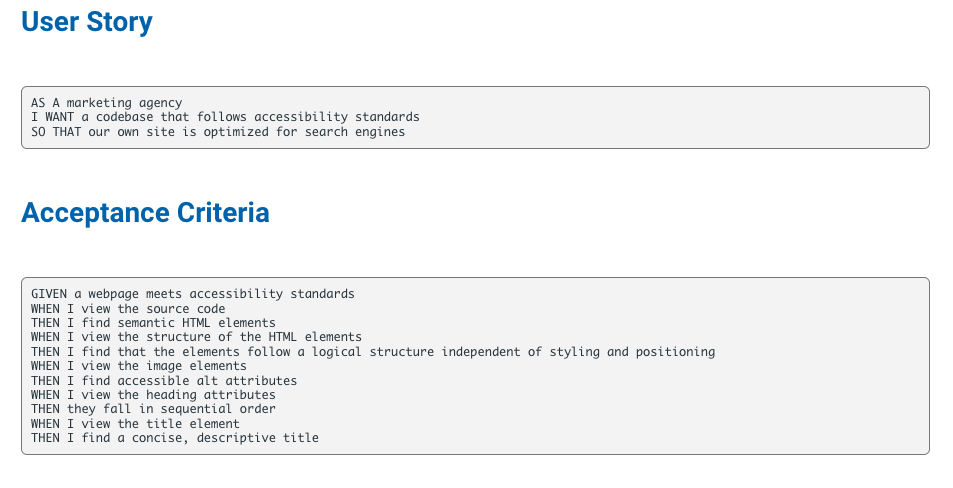 User Story
AS A marketing agency
I WANT a codebase that follows accessibility standards
SO THAT our own site is optimized for search engines
Acceptance Criteria
GIVEN a webpage meets accessibility standards
WHEN I view the source code
THEN I find semantic HTML elements
WHEN I view the structure of the HTML elements
THEN I find that the elements follow a logical structure independent of styling and positioning
WHEN I view the image elements
THEN I find accessible alt attributes
WHEN I view the heading attributes
THEN they fall in sequential order
WHEN I view the title element
THEN I find a concise, descriptive title